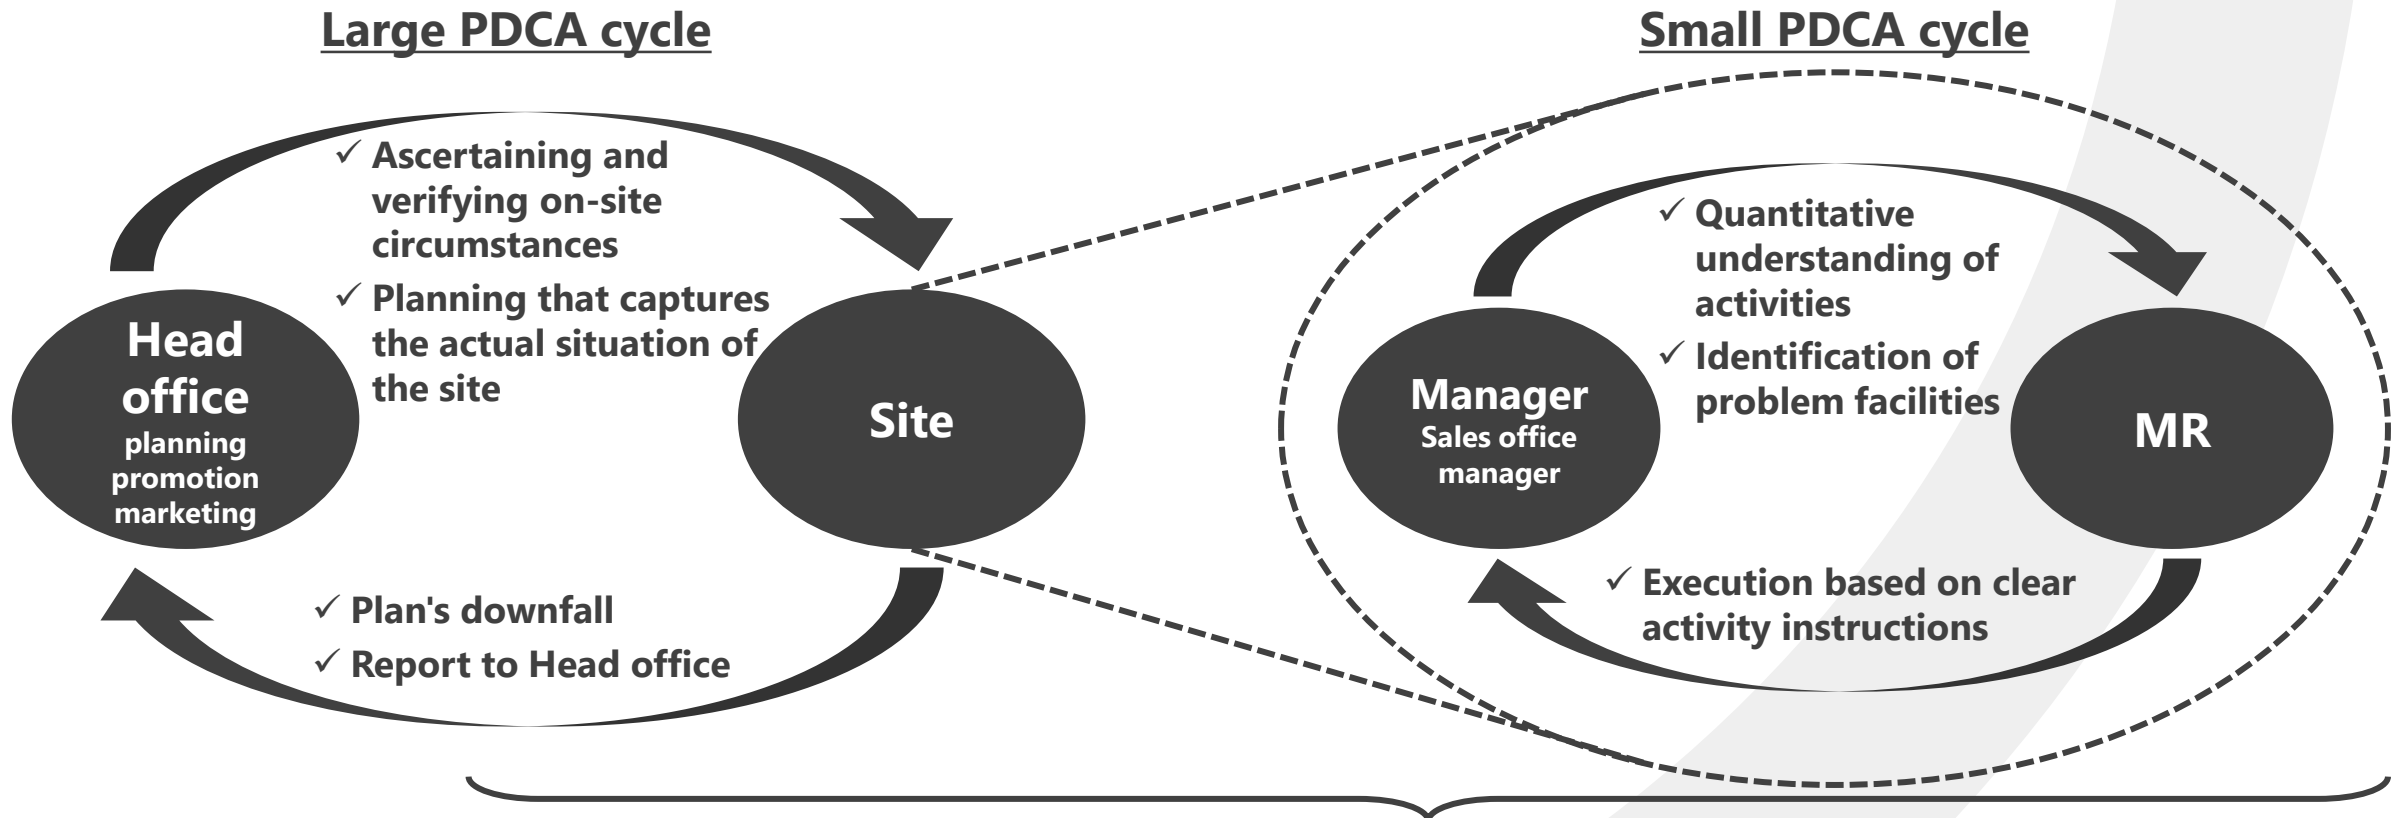 Large PDCA cycle
✓ Ascertaining and
verifying on-site
circumstances
✓ Planning that captures
the actual situation of
the site
Head
office
planning
promotion
marketing
Site
✓ Plan's downfall
✓ Report to Head office
Small PDCA cycle
✓ Quantitative
understanding of
activities
✓ Identification of
problem facilities
Manager
Sales office
manager
MR
✓ Execution based on clear
activity instructions